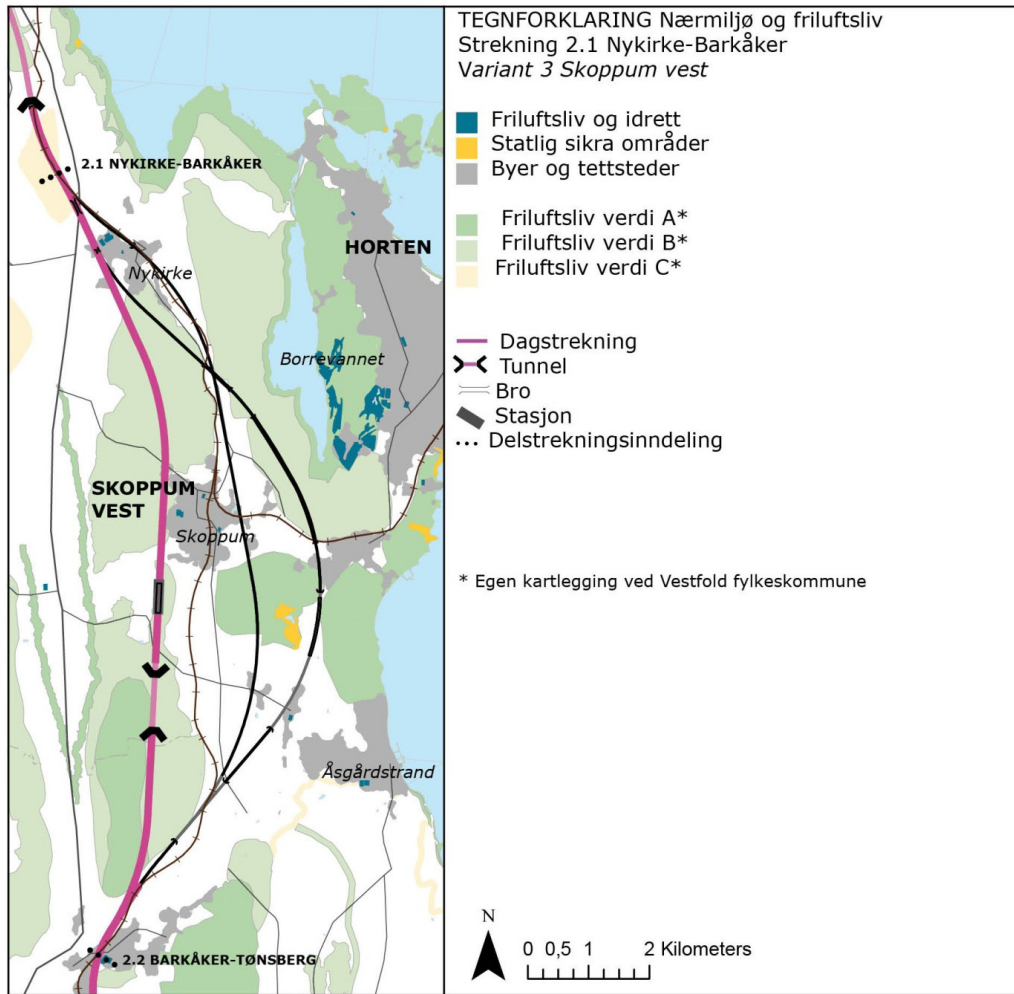 TEGNFORKLARING Nærmiljø og friluftsliv
Strekning 2.1 Nykirke-Barkåker
Variant 3 Skoppum vest
Friluftsliv og idrett
Statlig sikra områder
Byer og tettsteder
Friluftsliv verdi A*
Friluftsliv verdi B*
Friluftsliv verdi C*
Dagstrekning
Tunnel
Bro
Stasjon
Delstrekningsinndeling
* Egen kartlegging ved Vestfold fylkeskommune
N
0 0,5 1 2 Kilometers
2.1 NYKIRKE-BARKÅKER
HORTEN
Nykirke
Borrevannet
SKOPPUM
VEST
Skoppum
Åsgårdstrand
2.2 BARKÅKER-TØNSBERG